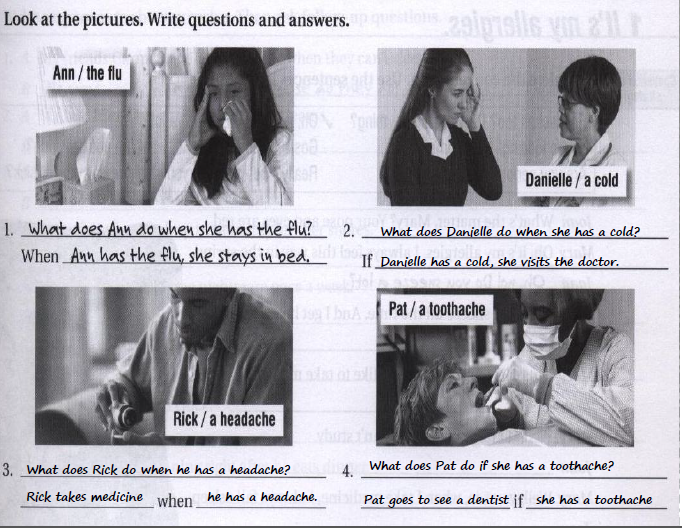 Look at the pictures. Write questions and answers.
Ann / the flu
Danielle / a cold
1. What does Ann do when she has the flu?
When Ann has the flu, she stays in bed.
2. What does Danielle do when she has a cold?
If Danielle has a cold, she visits the doctor.
Rick / a headache
Pat / a toothache
3. What does Rick do when he has a headache?
Rick takes medicine when he has a headache.
4. What does Pat do if she has a toothache?
Pat goes to see a dentist if she has a toothache